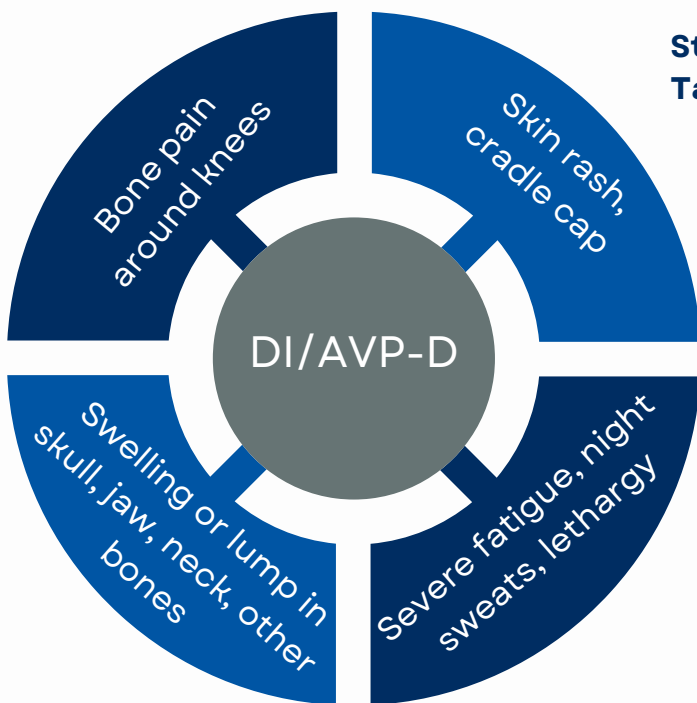 Bone pain
around knees
Skin rash,
cradle cap
DI/AVP-D
Swelling or lump in
skull, jaw, neck, other
bones
Severe fatigue, night
sweats, lethargy